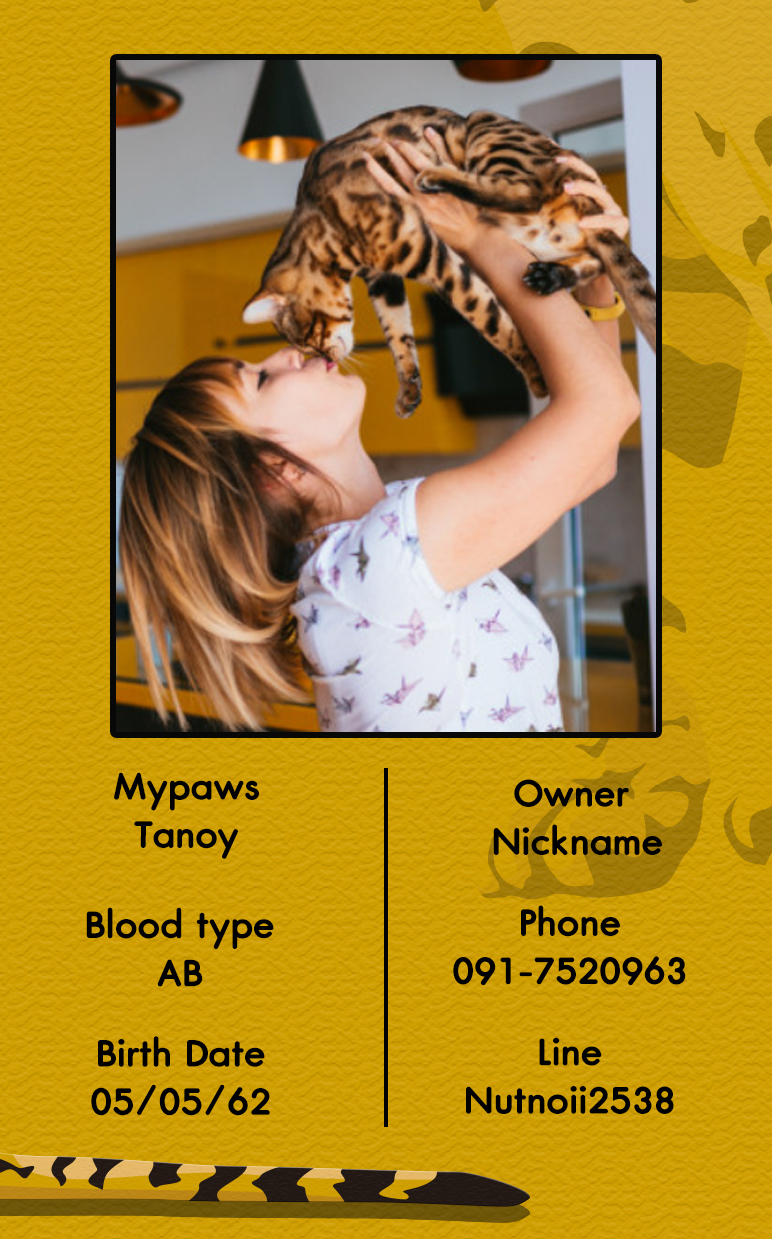 Mypaws
Tanoy
Blood type
AB
Birth Date
05/05/62
Owner
Nickname
Phone
091-7520963
Line
Nutnoii2538